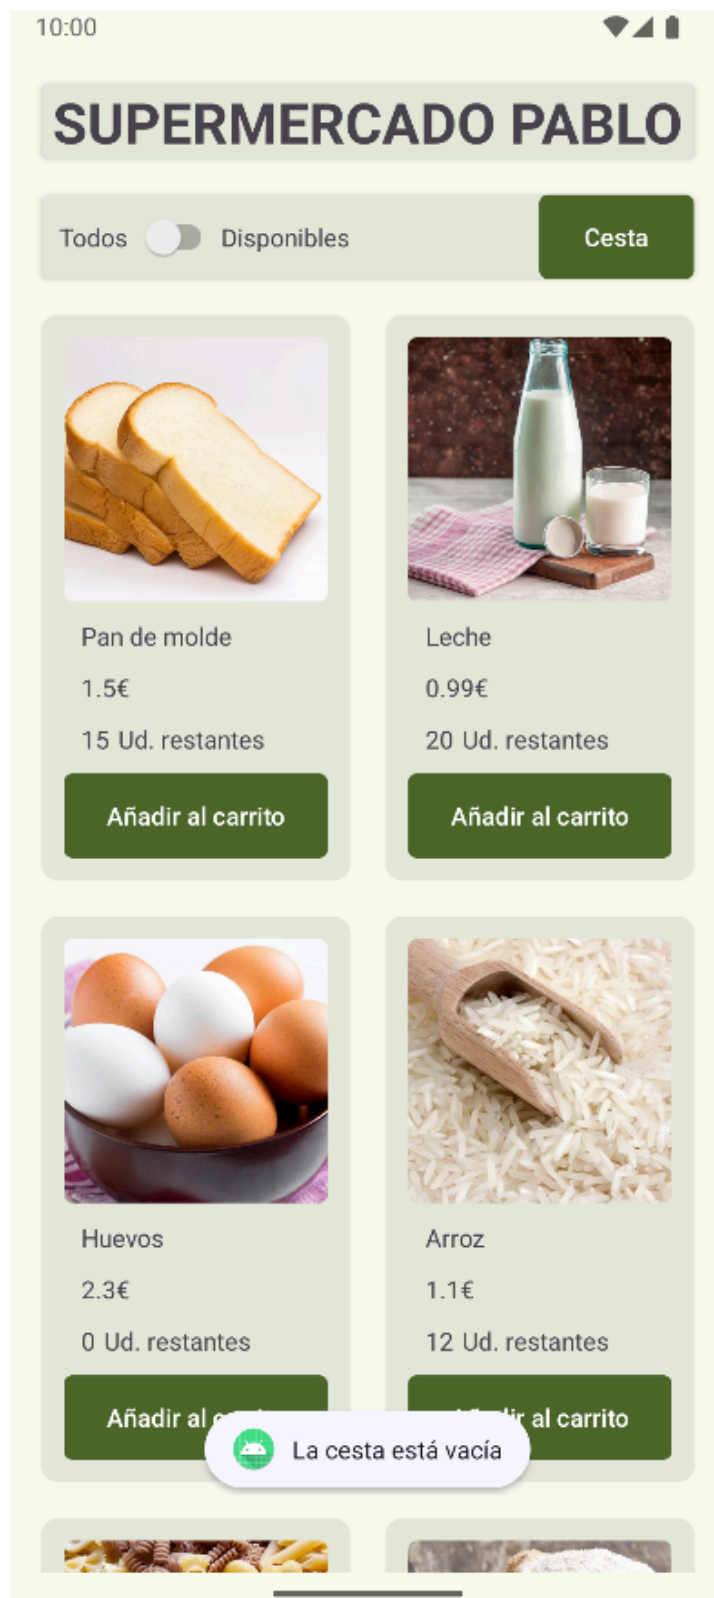 10:00
SUPERMERCADO PABLO
Todos
Disponibles
Cesta
Pan de molde
1.5€
15 Ud. restantes
Añadir al carrito
Leche
0.99€
20 Ud. restantes
Añadir al carrito
Huevos
2.3€
0 Ud. restantes
Añadir al
Arroz
1.1€
12 Ud. restantes
al carrito
La cesta está vacía